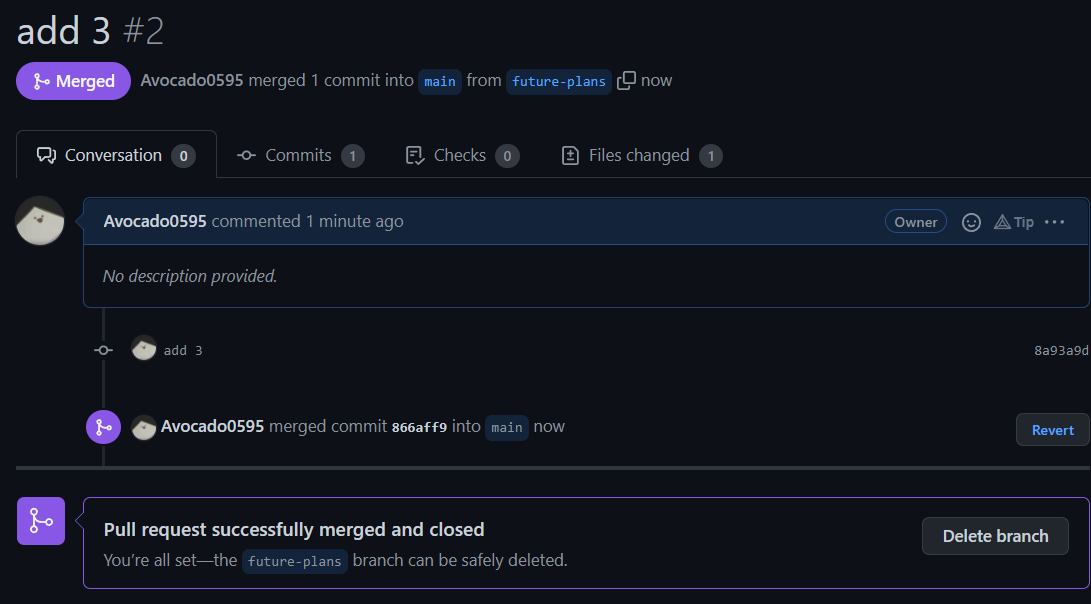 add 3 #2
Merged Avocado0595 merged 1 commit into main from future-plans now
Conversation 0 Commits 1 Checks 0 Files changed 1
Avocado0595 commented 1 minute ago Owner Tip ...
No description provided.
add 3 8a93a9d
Avocado0595 merged commit 866aff9 into main now Revert
Pull request successfully merged and closed
Delete branch
You're all set—the future-plans branch can be safely deleted.